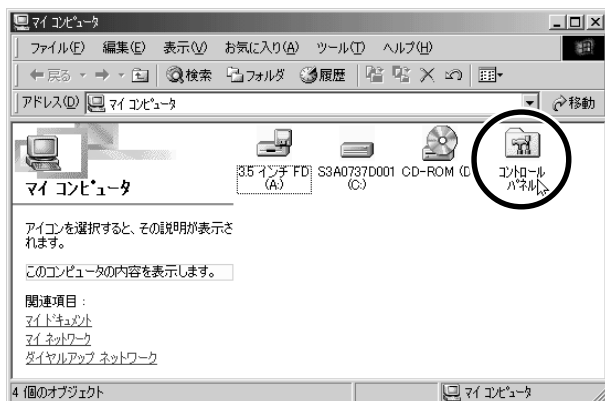 マイ コンピュータ
ファイル(F) 編集(E) 表示(V) お気に入り(A) ツール(T) ヘルプ(H)
戻る 検索 フォルダ 履歴
アドレス(D) マイ コンピュータ 移動
マイ コンピュータ
アイコンを選択すると、その説明が表示さ
れます。
このコンピュータの内容を表示します。
関連項目:
マイ ドキュメント
マイ ネットワーク
ダイヤルアップ ネットワーク
3.5 インチ FD
(A:)
S3A0737D001
(C:)
CD-ROM (D
コントロール
パネル
4 個のオブジェクト
マイ コンピュータ